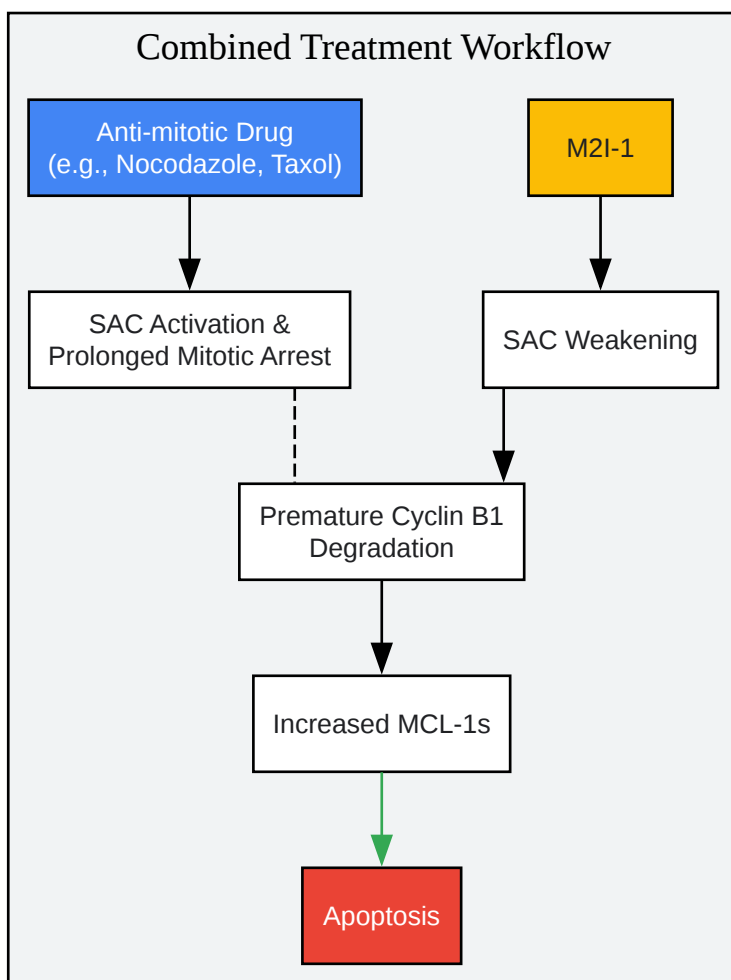 Combined Treatment Workflow
Anti-mitotic Drug
(e.g., Nocodazole, Taxol)
M2I-1
SAC Activation &
Prolonged Mitotic Arrest
SAC Weakening
Premature Cyclin B1
Degradation
Increased MCL-1s
Apoptosis